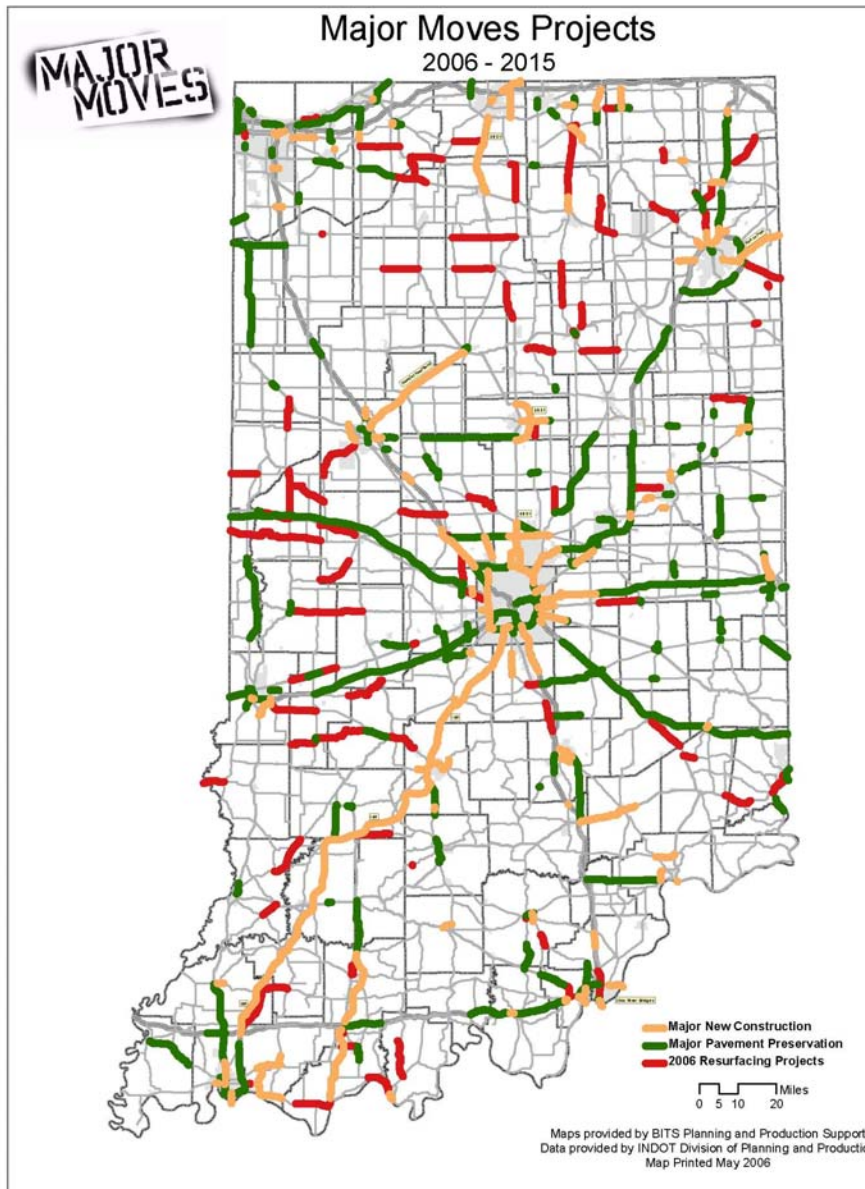 MAJOR
MOVES
Major Moves Projects
2006 - 2015
Major New Construction
Major Pavement Preservation
2006 Resurfacing Projects
Miles
0 5 10 20
Maps provided by BITS Planning and Production Support
Data provided by INDOT Division of Planning and Productio
Map Printed May 2006